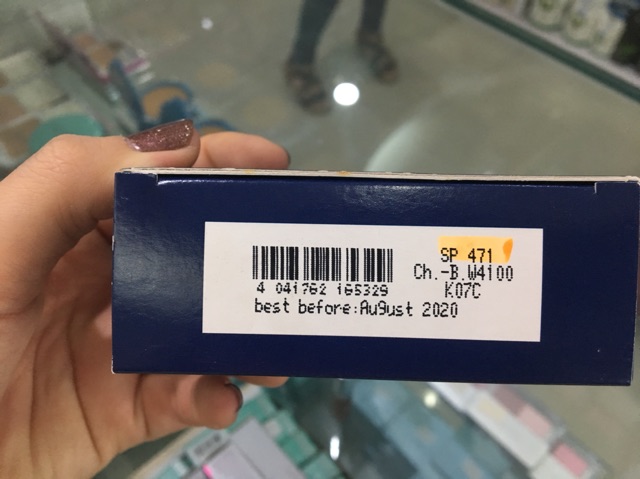 SP 471
Ch.-B.W4100
K07C
4 041762 165329
best before:August 2020